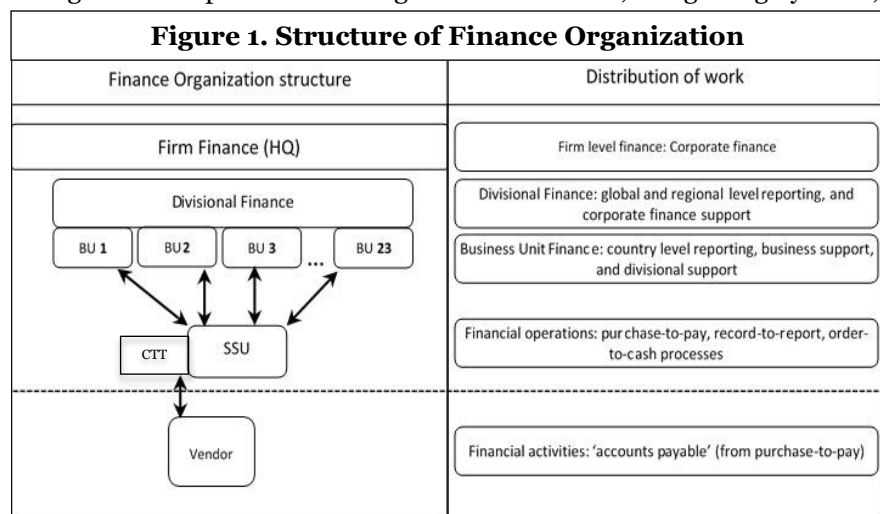 Figure 1. Structure of Finance Organization
Finance Organization structure
Distribution of work
Firm Finance (HQ)
Firm level finance: Corporate finance
Divisional Finance
Divisional Finance: global and regional level reporting, and
corporate finance support
BU 1
BU 2
BU 3
...
BU 23
Business Unit Finance: country level reporting, business support,
and divisional support
CTT
SSU
Financial operations: purchase-to-pay, record-to-report, order-
to-cash processes
Vendor
Financial activities: ‘accounts payable’ (from purchase-to-pay)